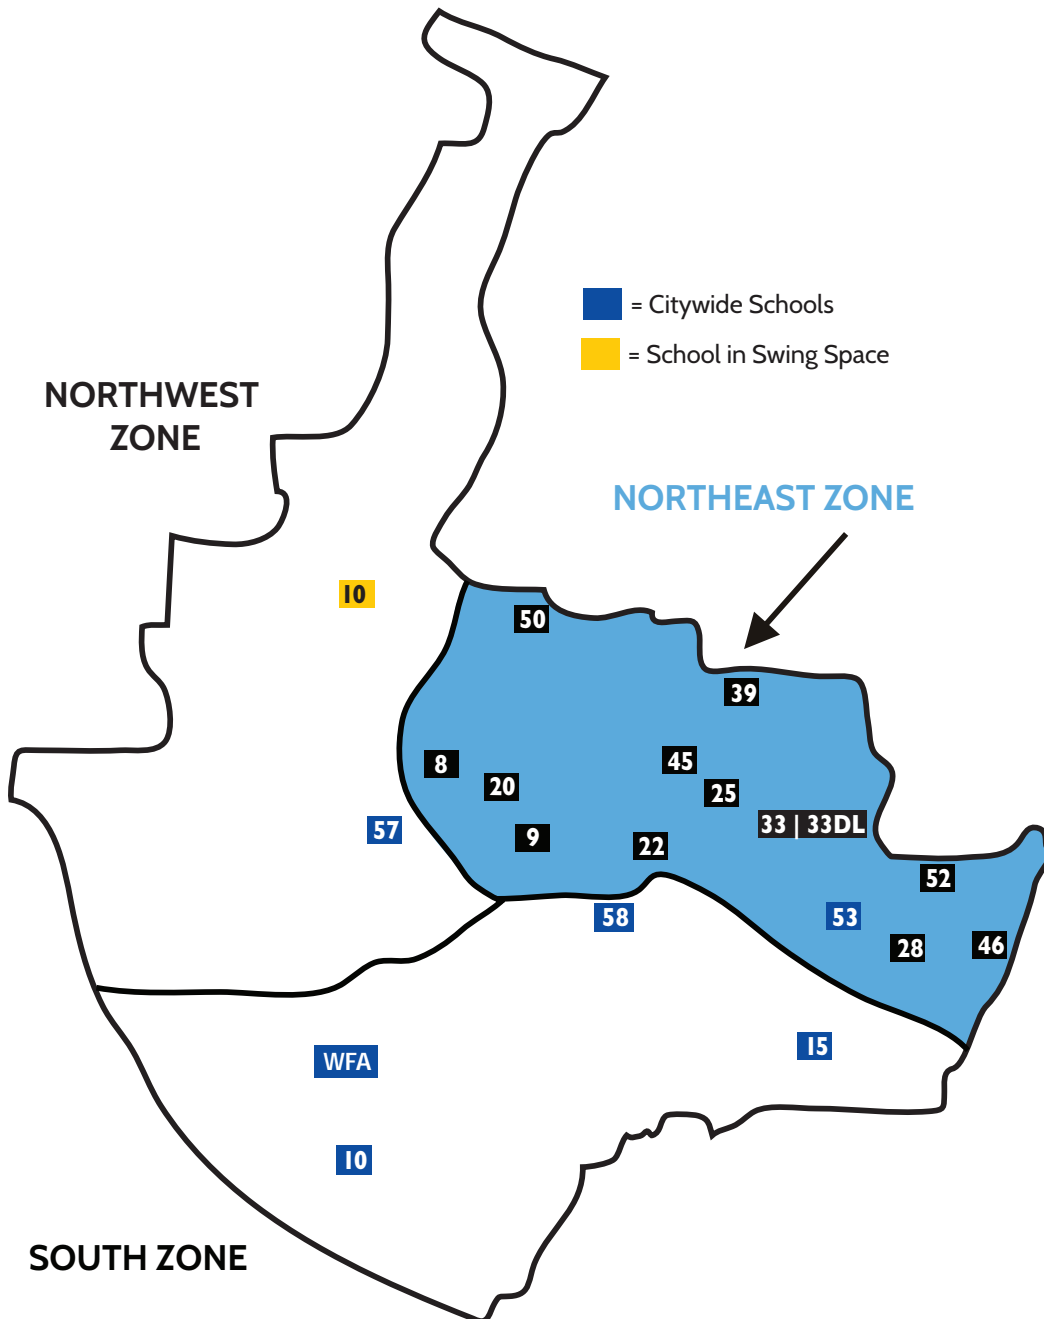 = Citywide Schools
= School in Swing Space
NORTHWEST
ZONE
NORTHEAST ZONE
10
50
39
8
45
20
25
57
9
22
33 | 33DL
52
58
53
28
46
WFA
15
10
SOUTH ZONE